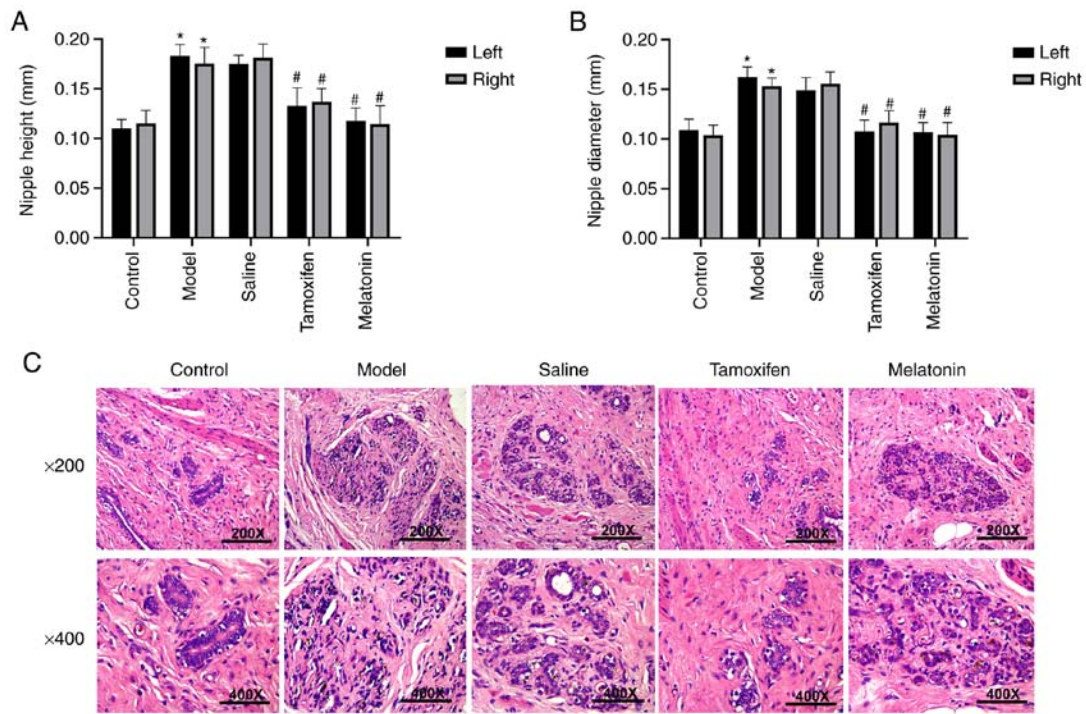 A
Nipple height (mm)
0.20
0.15
0.10
0.05
0.00
* *
# #
# #
Control
Model
Saline
Tamoxifen
Melatonin
Left
Right
B
Nipple diameter (mm)
0.20
0.15
0.10
0.05
0.00
* *
# #
# #
Control
Model
Saline
Tamoxifen
Melatonin
Left
Right
C
Control Model Saline Tamoxifen Melatonin
×200
200X 200X 200X 200X 200X
×400
400X 400X 400X 400X 400X